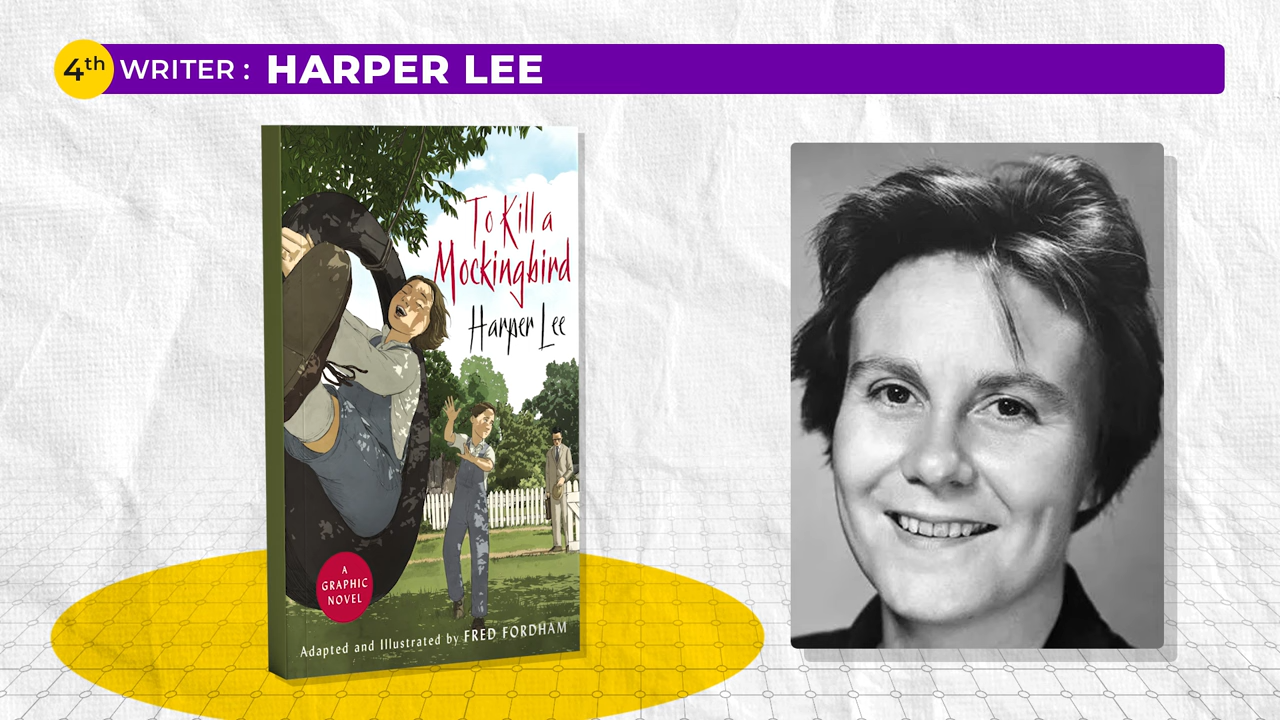 4th WRITER : HARPER LEE
To Kill a
Mockingbird
Harper Lee
A
GRAPHIC
NOVEL
Adapted and Illustrated by FRED FORDHAM